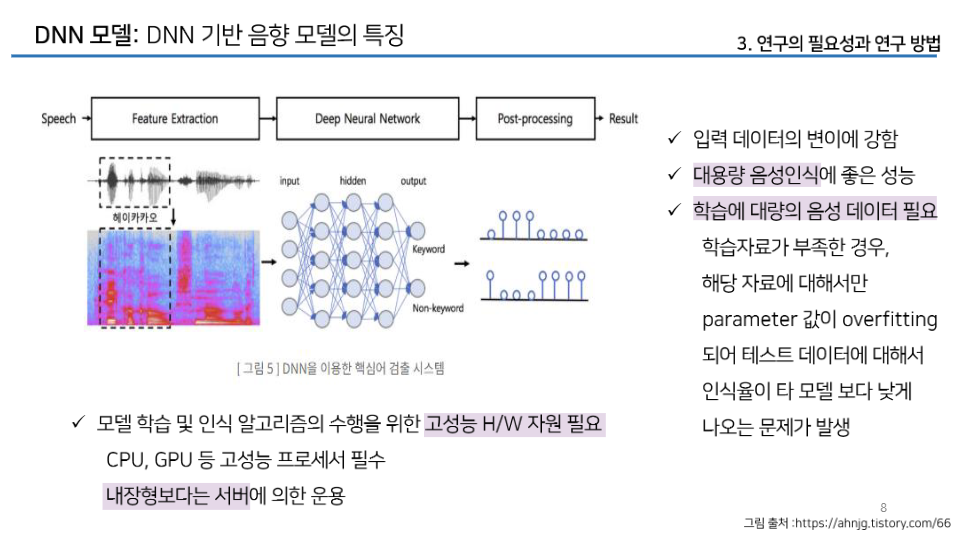 DNN 모델: DNN 기반 음향 모델의 특징
3. 연구의 필요성과 연구 방법
Speech
Feature Extraction
Deep Neural Network
Post-processing
Result
헤이카카오
input
hidden
output
Keyword
Non-keyword
[ 그림 5 ] DNN을 이용한 핵심어 검출 시스템
✓ 입력 데이터의 변이에 강함
✓ 대용량 음성인식에 좋은 성능
✓ 학습에 대량의 음성 데이터 필요
학습자료가 부족한 경우,
해당 자료에 대해서만
parameter 값이 overfitting
되어 테스트 데이터에 대해서
인식율이 타 모델 보다 낮게
나오는 문제가 발생
✓ 모델 학습 및 인식 알고리즘의 수행을 위한 고성능 H/W 자원 필요
CPU, GPU 등 고성능 프로세서 필수
내장형보다는 서버에 의한 운용
8
그림 출처 :https://ahnjg.tistory.com/66